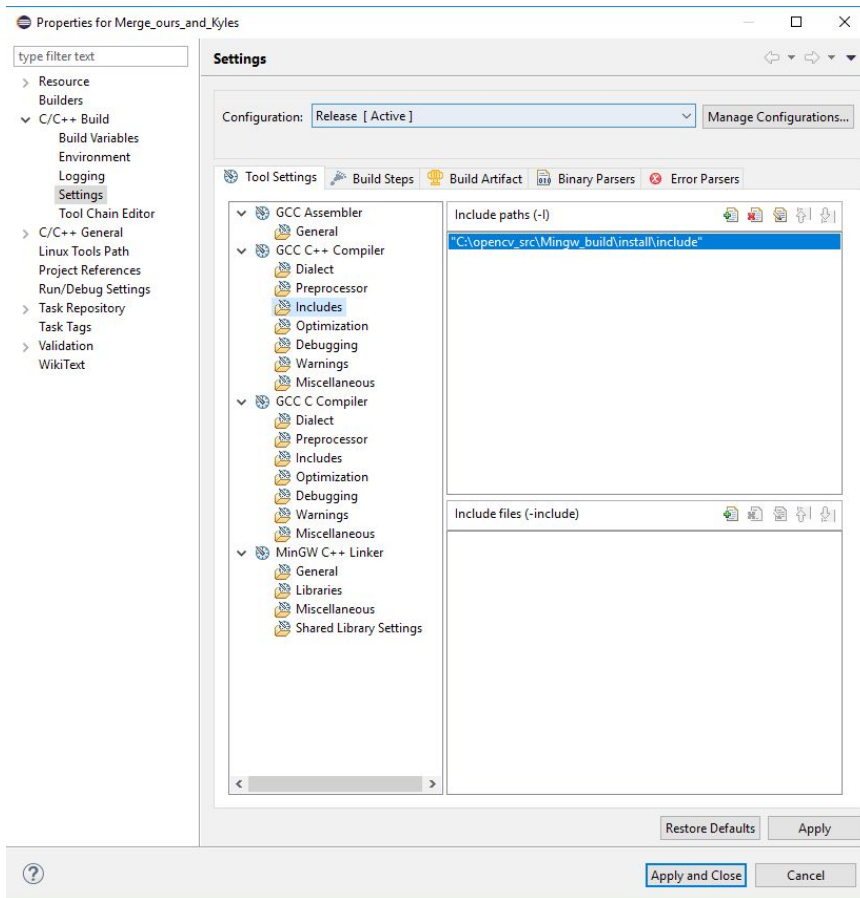 Properties for Merge_ours_and_Kyles
type filter text
Resource
Builders
C/C++ Build
Build Variables
Environment
Logging
Settings
Tool Chain Editor
C/C++ General
Linux Tools Path
Project References
Run/Debug Settings
Task Repository
Task Tags
Validation
WikiText
Settings
Configuration: Release [ Active ] Manage Configurations...
Tool Settings Build Steps Build Artifact Binary Parsers Error Parsers
GCC Assembler
General
GCC C++ Compiler
Dialect
Preprocessor
Includes
Optimization
Debugging
Warnings
Miscellaneous
GCC C Compiler
Dialect
Preprocessor
Includes
Optimization
Debugging
Warnings
Miscellaneous
MinGW C++ Linker
General
Libraries
Miscellaneous
Shared Library Settings
Include paths (-I)
"C:\opencv_src\Mingw_build\install\include"
Include files (-include)
Restore Defaults Apply
Apply and Close Cancel